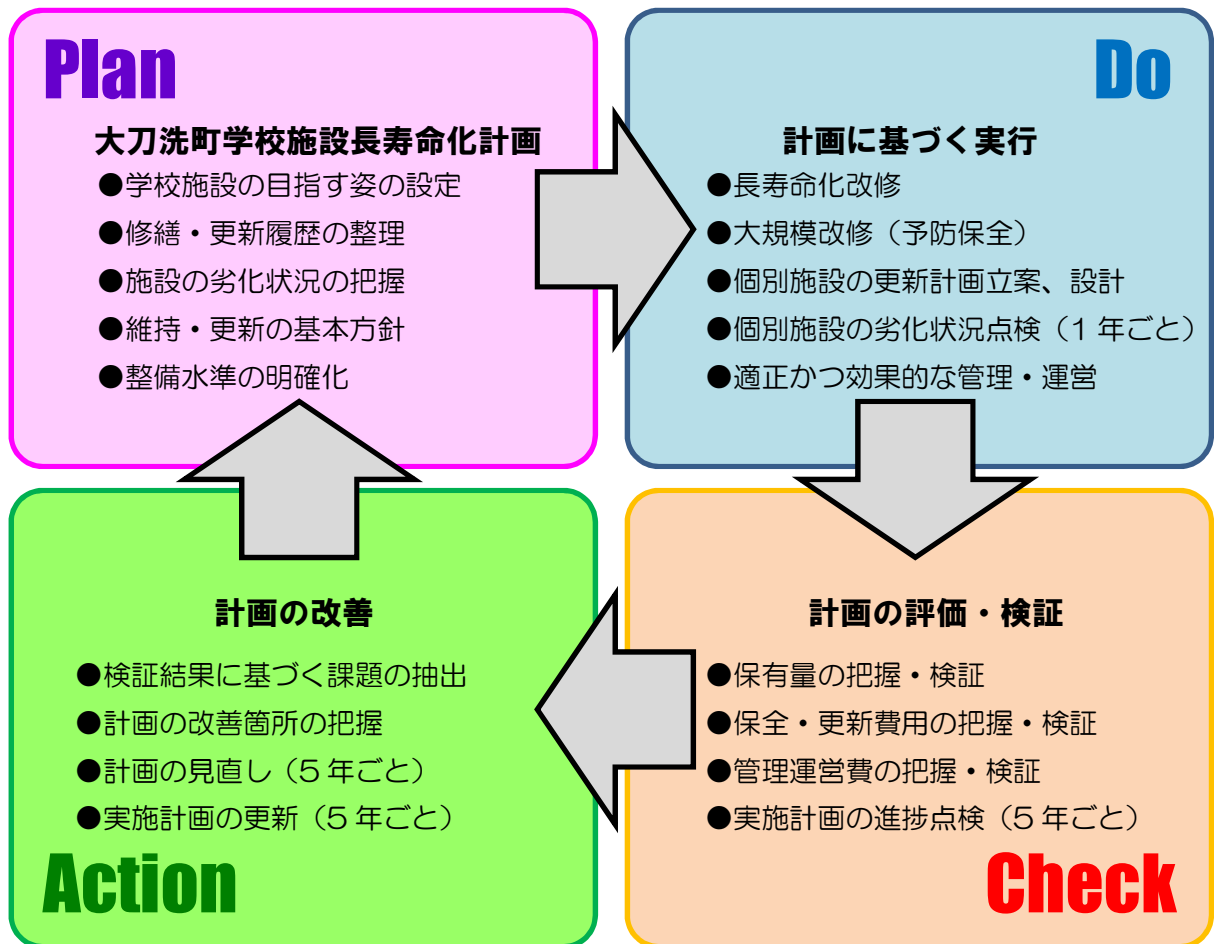 Plan
大刀洗町学校施設長寿命化計画
●学校施設の目指す姿の設定
●修繕・更新履歴の整理
●施設の劣化状況の把握
●維持・更新の基本方針
●整備水準の明確化
Do
計画に基づく実行
●長寿命化改修
●大規模改修（予防保全）
●個別施設の更新計画立案、設計
●個別施設の劣化状況点検（1 年ごと）
●適正かつ効果的な管理・運営
計画の改善
●検証結果に基づく課題の抽出
●計画の改善箇所の把握
●計画の見直し（5 年ごと）
●実施計画の更新（5 年ごと）
Action
計画の評価・検証
●保有量の把握・検証
●保全・更新費用の把握・検証
●管理運営費の把握・検証
●実施計画の進捗点検（5 年ごと）
Check